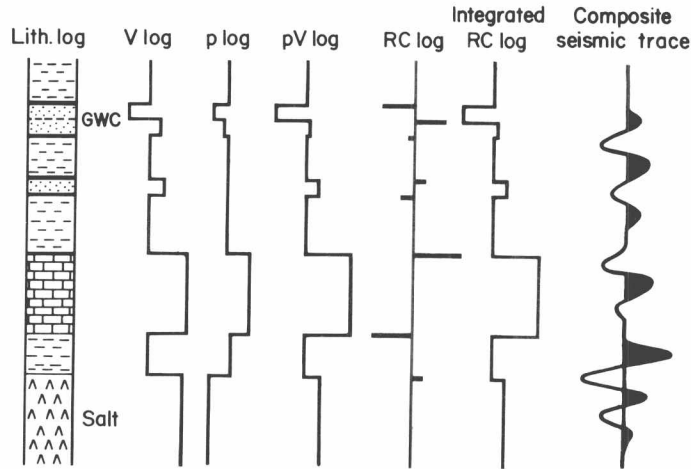 Lith. log
V log
p log
pV log
RC log
Integrated
RC log
Composite
seismic trace
GWC
Salt